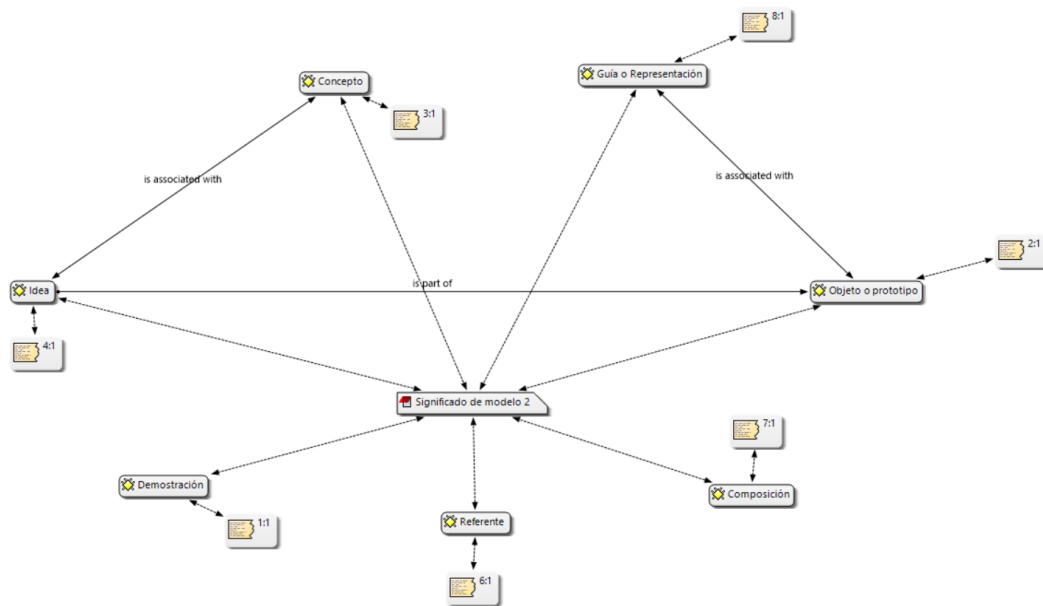 8:1
Guía o Representación
Concepto
3:1
is associated with
is associated with
2:1
is part of
Idea
Objeto o prototipo
4:1
Significado de modelo 2
7:1
Demostración
Composición
1:1
Referente
6:1